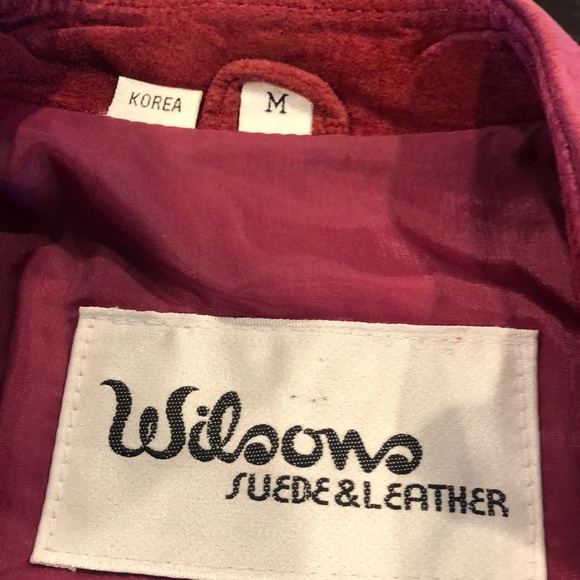 KOREA
M
Wilsons
SUEDE & LEATHER